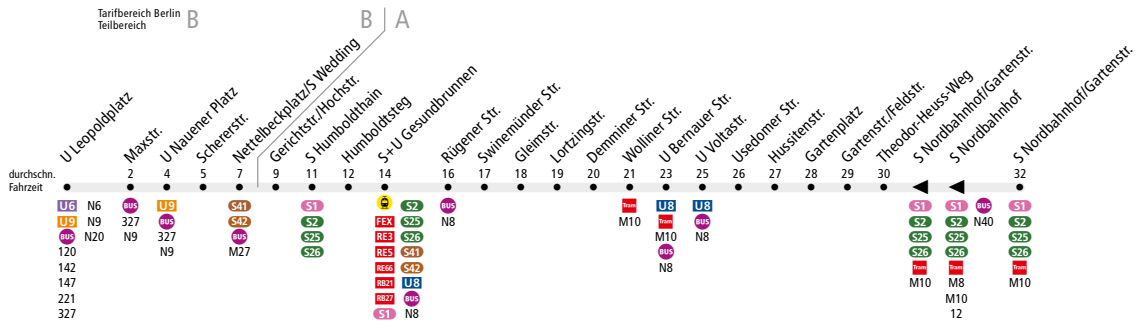 Tarifbereich Berlin
Teilbereich
B
B
A
U Leopoldplatz
Maxstr.
U Nauener Platz
Schererstr.
Nettelbeckplatz/S Wedding
Gerichtstr./Hochstr.
S Humboldthain
Humboldtsteg
S+U Gesundbrunnen
Rügener Str.
Swinemünder Str.
Gleimstr.
Lortzingstr.
Demminer Str.
Wolliner Str.
U Bernauer Str.
U Voltastr.
Usedomer Str.
Hussitenstr.
Gartenplatz
Gartenstr./Feldstr.
Theodor-Heuss-Weg
S Nordbahnhof/Gartenstr.
S Nordbahnhof
S Nordbahnhof/Gartenstr.
durchschn.
Fahrzeit
2 4 5 7 9 11 12 14 16 17 18 19 20 21 23 25 26 27 28 29 30 32
U6 N6
U9 N9
BUS N20
120
142
147
221
327
BUS
327
N9
U9
BUS
327
N9
S41
S42
BUS
M27
S1
S2
S25
S26
FEX
RE3
RE5
RE66
RB21
RB27
S1
S2
S25
S26
S41
S42
U8
BUS
N8
BUS
N8
Tram
M10
U8
Tram
M10
BUS
N8
U8
BUS
N8
S1
S2
S25
S26
Tram
M10
S1
S2
S25
S26
Tram
M8
M10
12
BUS
N40
S1
S2
S25
S26
Tram
M10